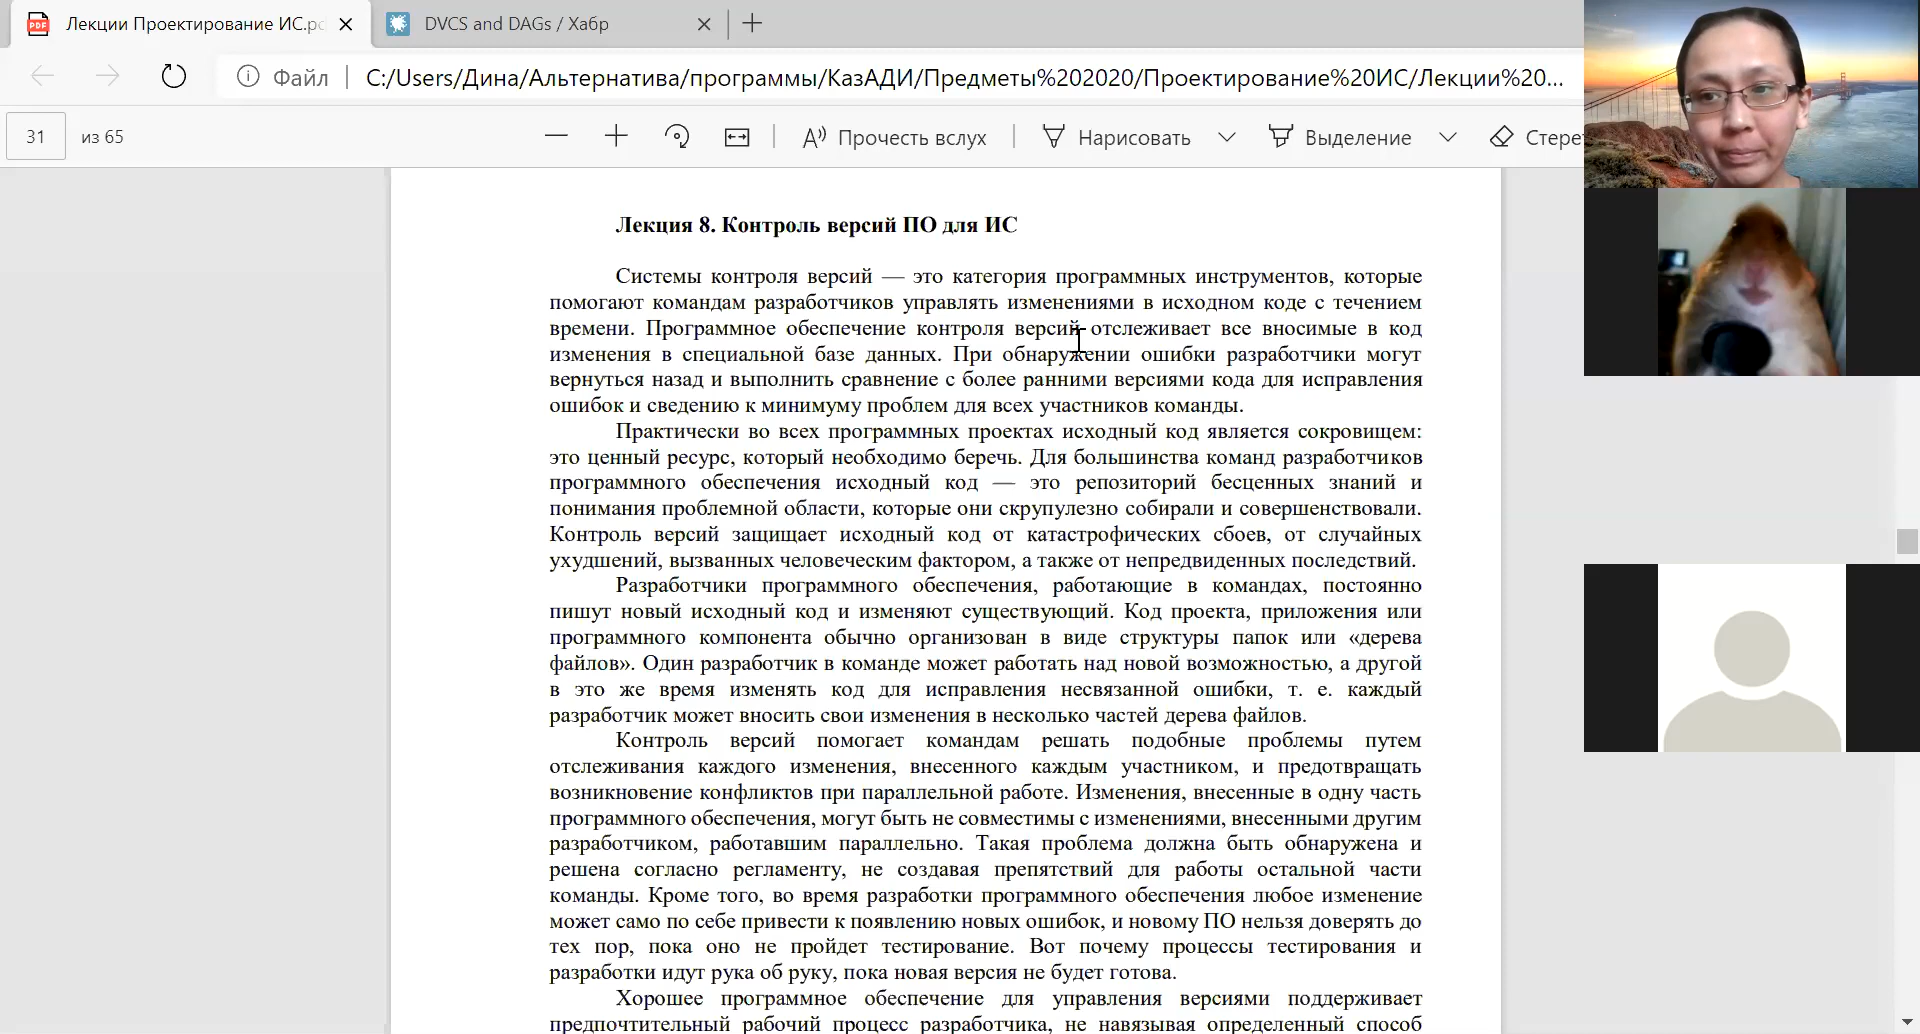 Лекции Проектирование ИС.pd
DVCS and DAGs / Хабр
Файл
C:/Users/Дина/Альтернатива/программы/КазАДИ/Предметы%202020/Проектирование%20ИС/Лекции%20...
31 из 65
Прочесть вслух
Нарисовать
Выделение
Стере
Лекция 8. Контроль версий ПО для ИС
Системы контроля версий — это категория программных инструментов, которые
помогают командам разработчиков управлять изменениями в исходном коде с течением
времени. Программное обеспечение контроля версий отслеживает все вносимые в код
изменения в специальной базе данных. При обнаружении ошибки разработчики могут
вернуться назад и выполнить сравнение с более ранними версиями кода для исправления
ошибок и сведению к минимуму проблем для всех участников команды.
Практически во всех программных проектах исходный код является сокровищем:
это ценный ресурс, который необходимо беречь. Для большинства команд разработчиков
программного обеспечения исходный код — это репозиторий бесценных знаний и
понимания проблемной области, которые они скрупулезно собирали и совершенствовали.
Контроль версий защищает исходный код от катастрофических сбоев, от случайных
ухудшений, вызванных человеческим фактором, а также от непредвиденных последствий.
Разработчики программного обеспечения, работающие в командах, постоянно
пишут новый исходный код и изменяют существующий. Код проекта, приложения или
программного компонента обычно организован в виде структуры папок или «дерева
файлов». Один разработчик в команде может работать над новой возможностью, а другой
в это же время изменять код для исправления несвязанной ошибки, т. е. каждый
разработчик может вносить свои изменения в несколько частей дерева файлов.
Контроль версий помогает командам решать подобные проблемы путем
отслеживания каждого изменения, внесенного каждым участником, и предотвращать
возникновение конфликтов при параллельной работе. Изменения, внесенные в одну часть
программного обеспечения, могут быть не совместимы с изменениями, внесенными другим
разработчиком, работавшим параллельно. Такая проблема должна быть обнаружена и
решена согласно регламенту, не создавая препятствий для работы остальной части
команды. Кроме того, во время разработки программного обеспечения любое изменение
может само по себе привести к появлению новых ошибок, и новому ПО нельзя доверять до
тех пор, пока оно не пройдет тестирование. Вот почему процессы тестирования и
разработки идут рука об руку, пока новая версия не будет готова.
Хорошее программное обеспечение для управления версиями поддерживает
предпочтительный рабочий процесс разработчика, не навязывая определенный способ